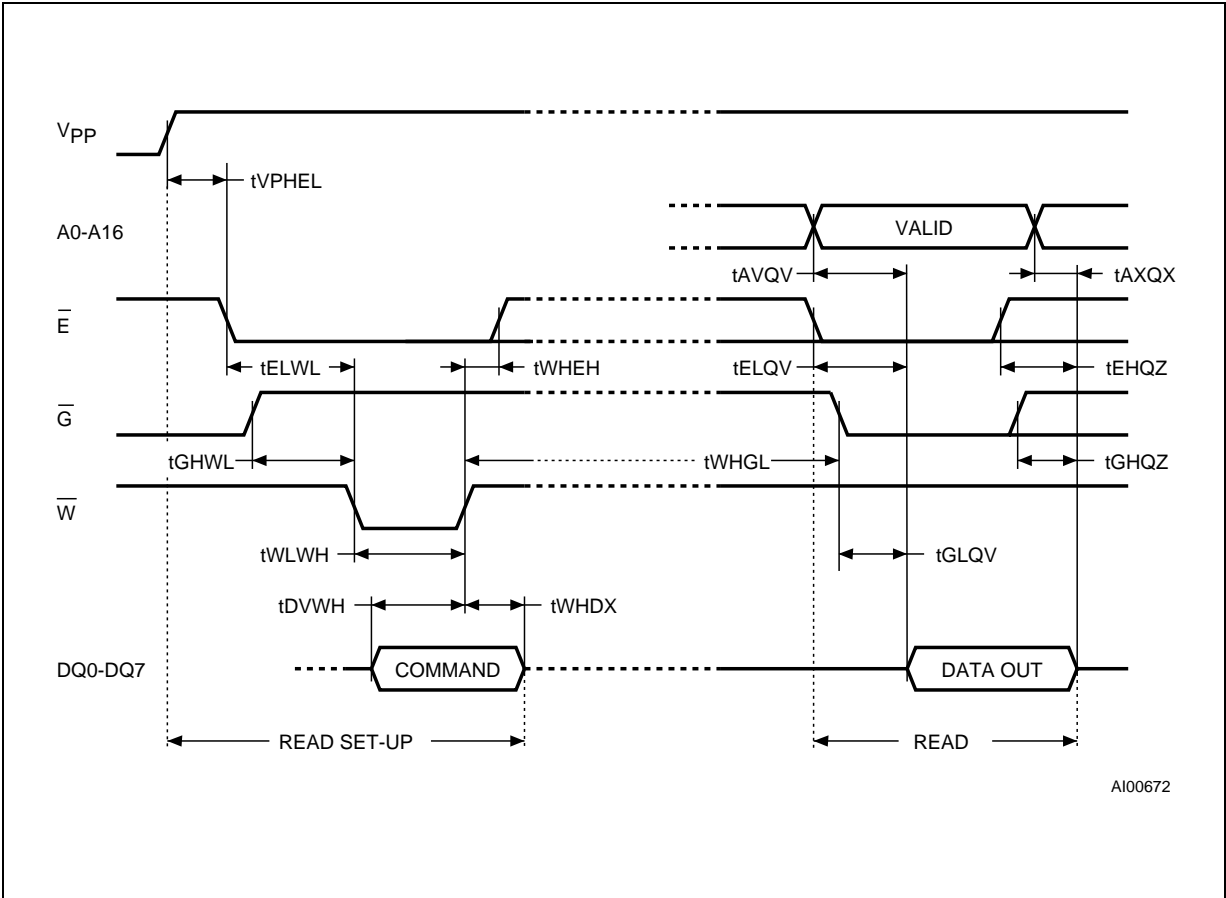 VPP
tVPHEL
A0-A16
VALID
tAVQV
tAXQX
E
tELWL
tWHEH
tELQV
tEHQZ
G
tGHWL
tWHGL
tGHQZ
W
tWLWH
tGLQV
tDVWH
tWHDX
DQ0-DQ7
COMMAND
DATA OUT
READ SET-UP
READ
AI00672